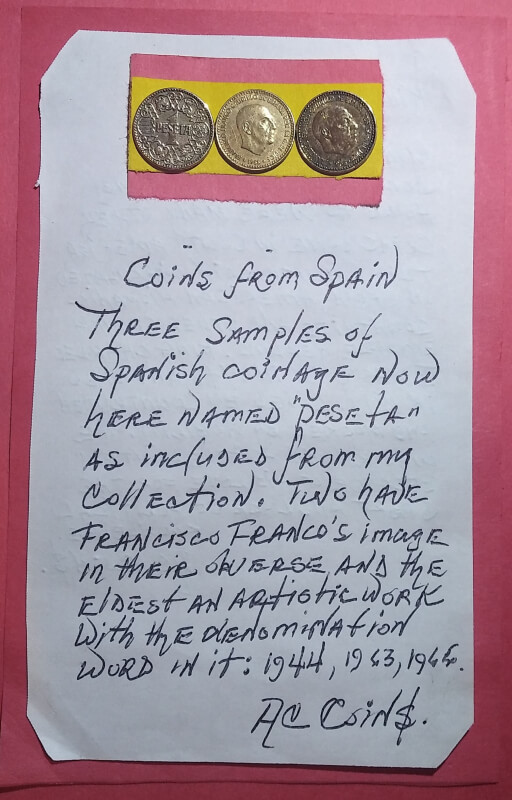 PESETA
Coins from Spain
Three samples of
Spanish coinage now
here named "peseta"
as included from my
collection. Two have
Francisco Franco's image
in their obverse and the
eldest an artistic work
with the denomination
word in it: 1944, 1953,
AC Coin$.